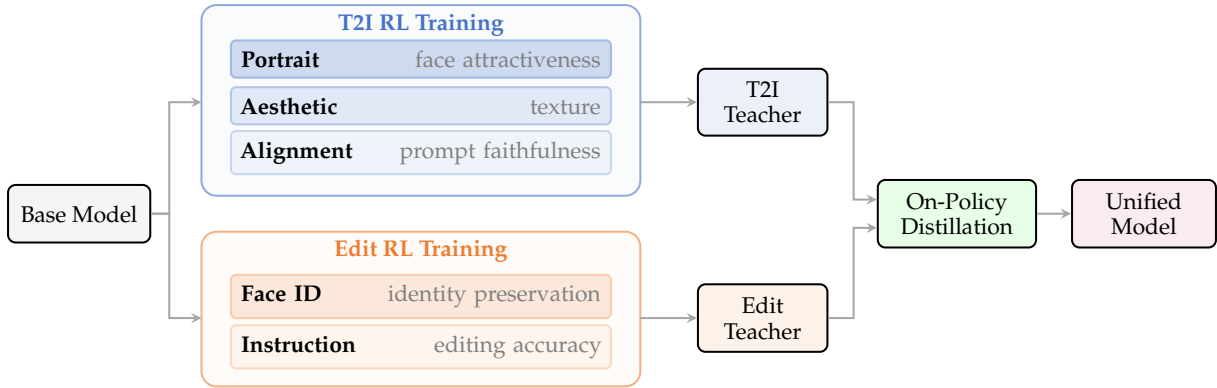 T2I RL Training
Portrait face attractiveness
Aesthetic texture
Alignment prompt faithfulness
T2I
Teacher
Base Model
On-Policy
Distillation
Unified
Model
Edit RL Training
Face ID identity preservation
Instruction editing accuracy
Edit
Teacher